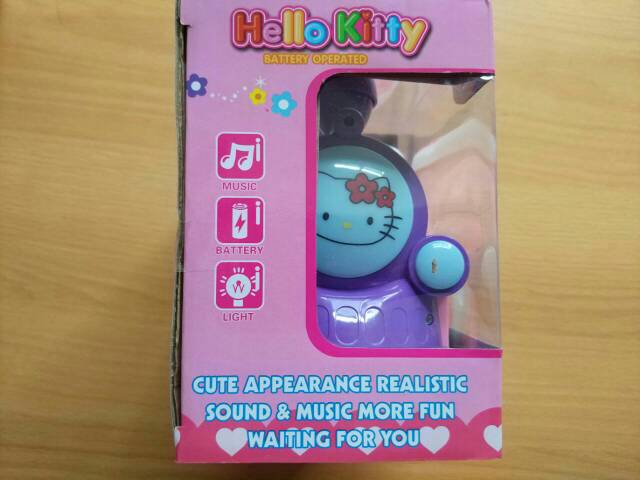 Hello Kitty
BATTERY OPERATED
MUSIC
BATTERY
LIGHT
CUTE APPEARANCE REALISTIC
SOUND & MUSIC MORE FUN
WAITING FOR YOU